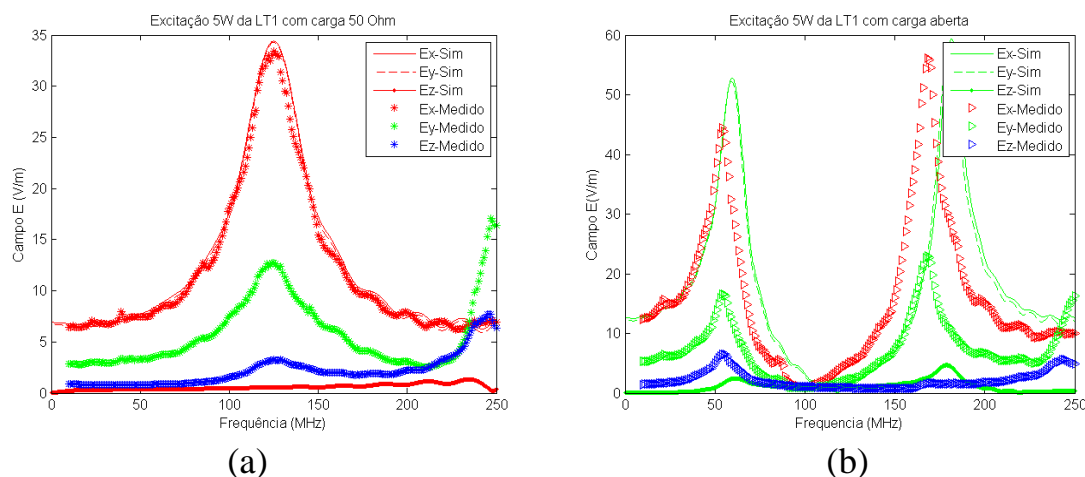 Excitação 5W da LT1 com carga 50 Ohm
35
30
25
20
15
10
5
0
Campo E (V/m)
0 50 100 150 200 250
Frequência (MHz)
Ex-Sim
Ey-Sim
Ez-Sim
Ex-Medido
Ey-Medido
Ez-Medido
(a)
Excitação 5W da LT1 com carga aberta
60
50
40
30
20
10
0
Campo E(V/m)
0 50 100 150 200 250
Frequencia (MHz)
Ex-Sim
Ey-Sim
Ez-Sim
Ex-Medido
Ey-Medido
Ez-Medido
(b)